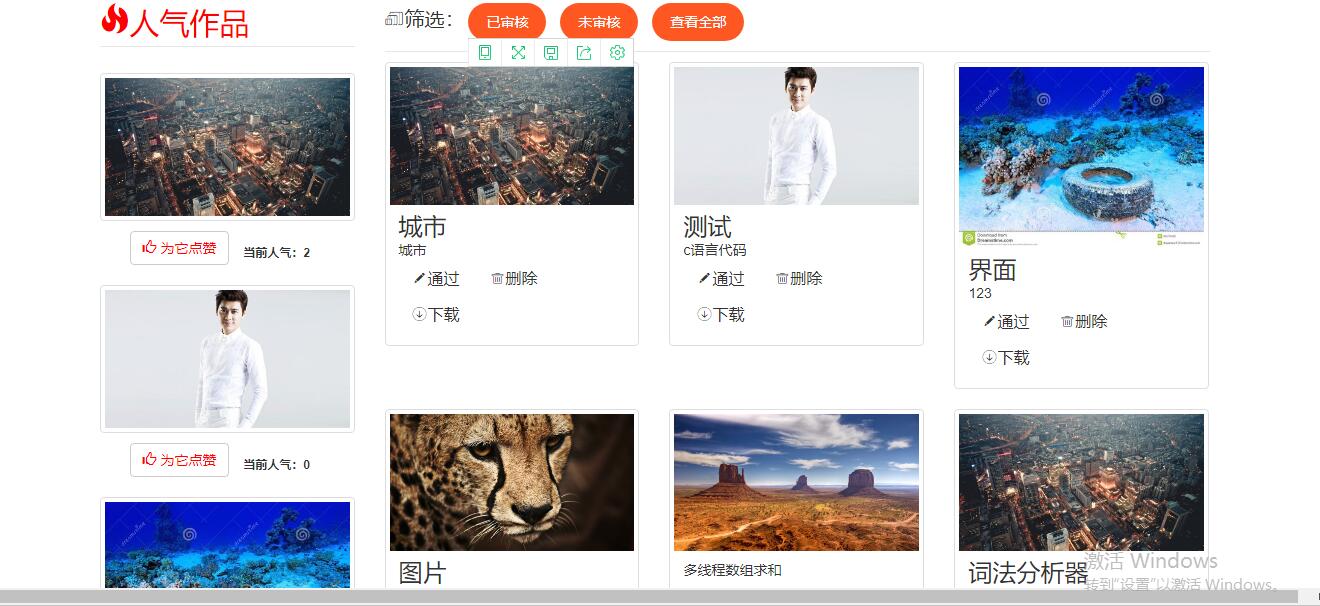 人气作品
筛选：
已审核
未审核
查看全部
为它点赞
当前人气：2
为它点赞
当前人气：0
城市
城市
通过
删除
下载
测试
c语言代码
通过
删除
下载
Download from
Dreamstime.com
界面
123
通过
删除
下载
图片
多线程数组求和
词法分析器
激活 Windows
转到“设置”以激活 Windows。